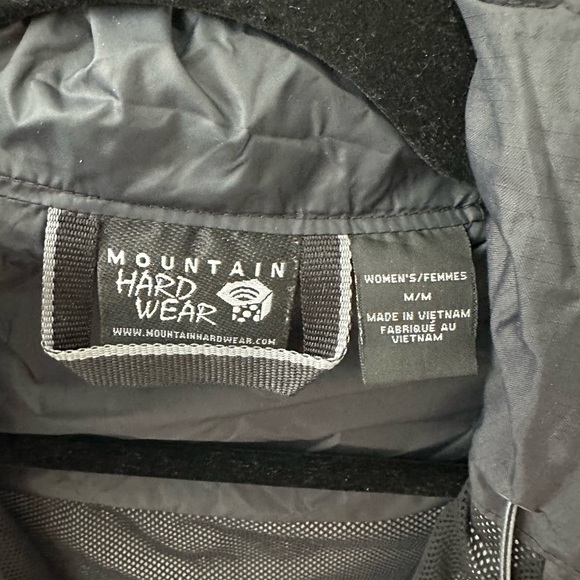 MOUNTAIN
HARD
WEAR
WWW.MOUNTAINHARDWEAR.COM
WOMEN'S/FEMMES
M/M
MADE IN VIETNAM
FABRIQUÉ AU
VIETNAM